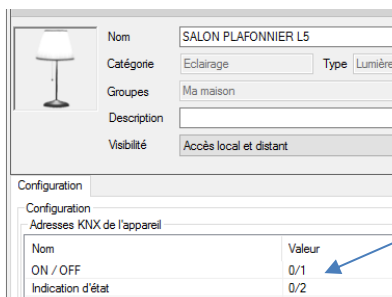 Nom SALON PLAFONNIER L5
Catégorie Eclairage Type Lumière
Groupes Ma maison
Description
Visibilité Accès local et distant
Configuration
Configuration
Adresses KNX de l'appareil
Nom Valeur
ON / OFF 0/1
Indication d'état 0/2